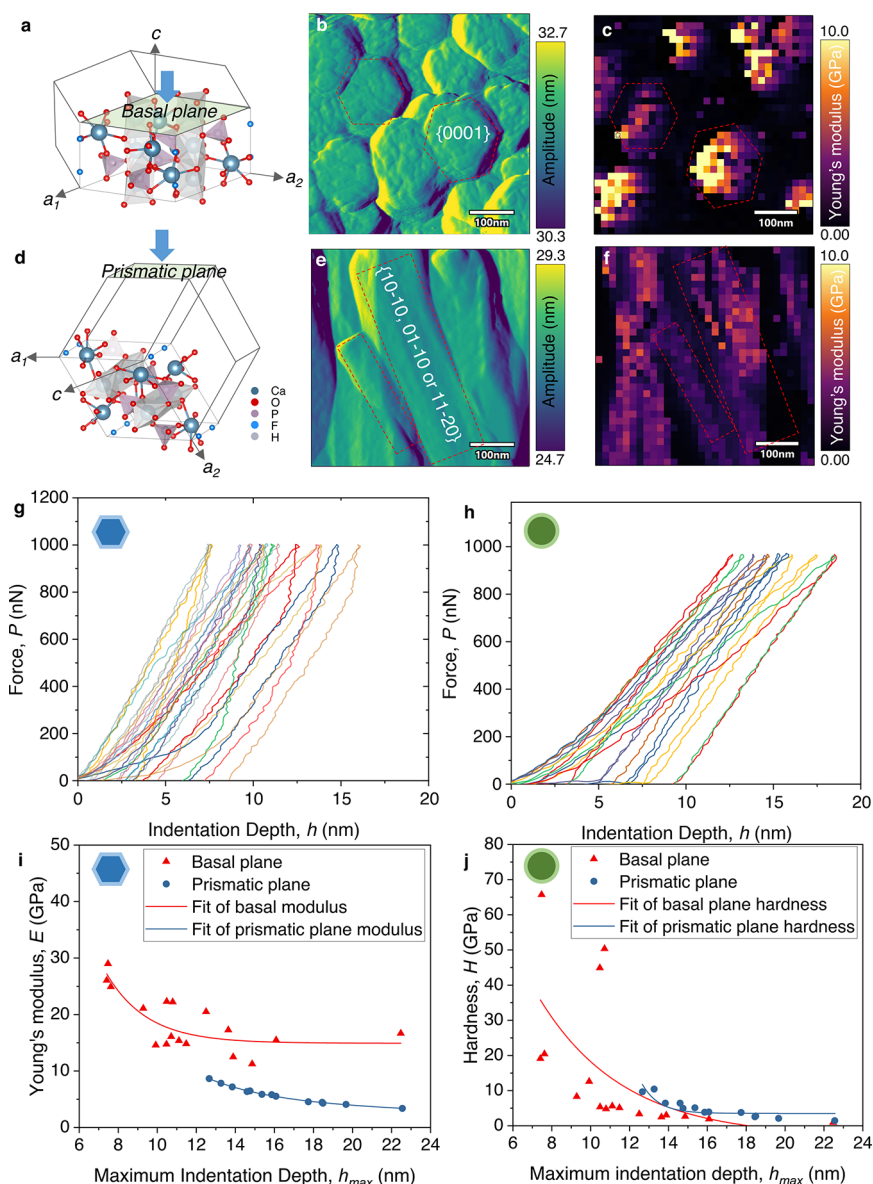 a
c
Basal plane
a1
a2
b
{0001}
100nm
32.7
Amplitude (nm)
30.3
c
100nm
10.0
Young's modulus (GPa)
0.00
d
Prismatic plane
a1
c
a2
Ca
O
P
F
H
e
{10-10, 01-10 or 11-20}
100nm
29.3
Amplitude (nm)
24.7
f
100nm
10.0
Young's modulus (GPa)
0.00
g
1200
1000
800
600
400
200
0
Force, P (nN)
0 5 10 15 20
Indentation Depth, h (nm)
h
1000
800
600
400
200
0
Force, P (nN)
0 5 10 15 20
Indentation Depth, h (nm)
i
50
40
30
20
10
0
Young's modulus, E (GPa)
Basal plane
Prismatic plane
Fit of basal modulus
Fit of prismatic plane modulus
6 8 10 12 14 16 18 20 22 24
Maximum Indentation Depth, hmax (nm)
j
80
70
60
50
40
30
20
10
0
Hardness, H (GPa)
Basal plane
Prismatic plane
Fit of basal plane hardness
Fit of prismatic plane hardness
6 8 10 12 14 16 18 20 22 24
Maximum indentation depth, hmax (nm)